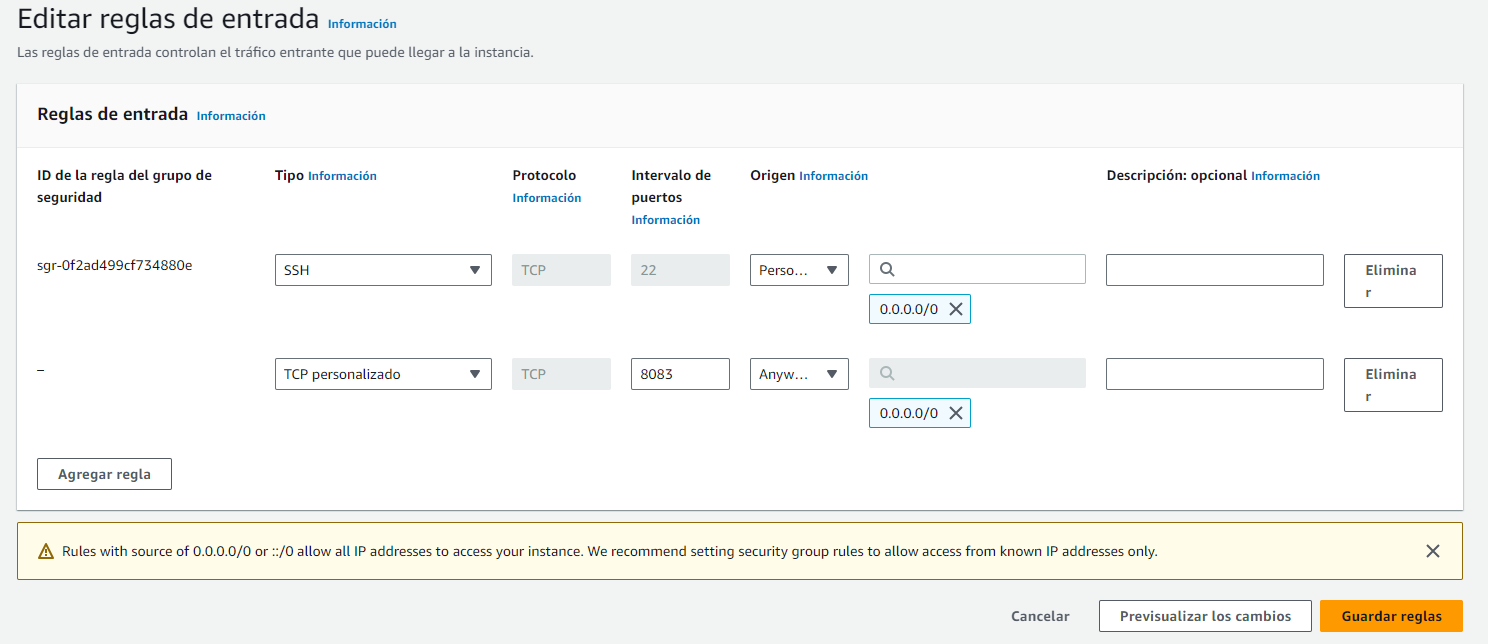 Editar reglas de entrada Información
Las reglas de entrada controlan el tráfico entrante que puede llegar a la instancia.
Reglas de entrada Información
ID de la regla del grupo de seguridad
Tipo Información
Protocolo
Información
Intervalo de puertos
Información
Origen Información
Descripción: opcional Información
sgr-0f2ad499cf734880e
SSH
TCP
22
Perso...
0.0.0.0/0
Elimina
r
–
TCP personalizado
TCP
8083
Anyw...
0.0.0.0/0
Elimina
r
Agregar regla
Rules with source of 0.0.0.0/0 or ::/0 allow all IP addresses to access your instance. We recommend setting security group rules to allow access from known IP addresses only.
Cancelar
Previsualizar los cambios
Guardar reglas